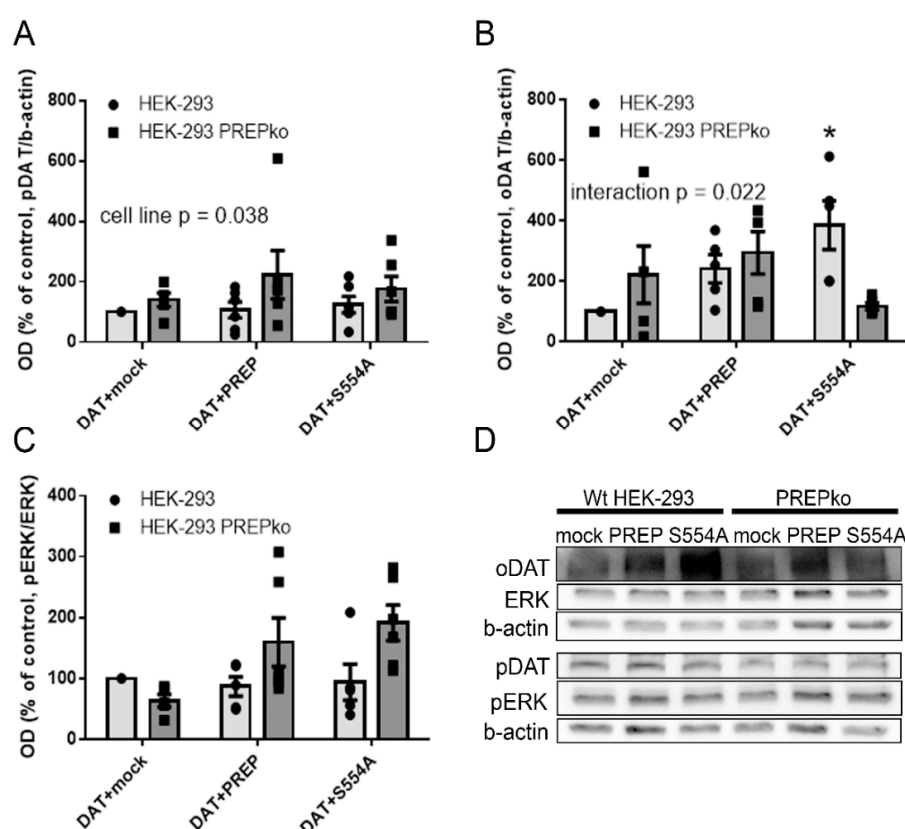 A
OD (% of control, pDAT/b-actin)
800
600
400
200
0
HEK-293
HEK-293 PREPko
cell line p = 0.038
DAT+mock
DAT+PREP
DAT+S554A
B
OD (% of control, oDAT/b-actin)
800
600
400
200
0
HEK-293
HEK-293 PREPko
*
interaction p = 0.022
DAT+mock
DAT+PREP
DAT+S554A
C
OD (% of control, pERK/ERK)
400
300
200
100
0
HEK-293
HEK-293 PREPko
DAT+mock
DAT+PREP
DAT+S554A
D
Wt HEK-293 PREPko
mock PREP S554A mock PREP S554A
oDAT
ERK
b-actin
pDAT
pERK
b-actin